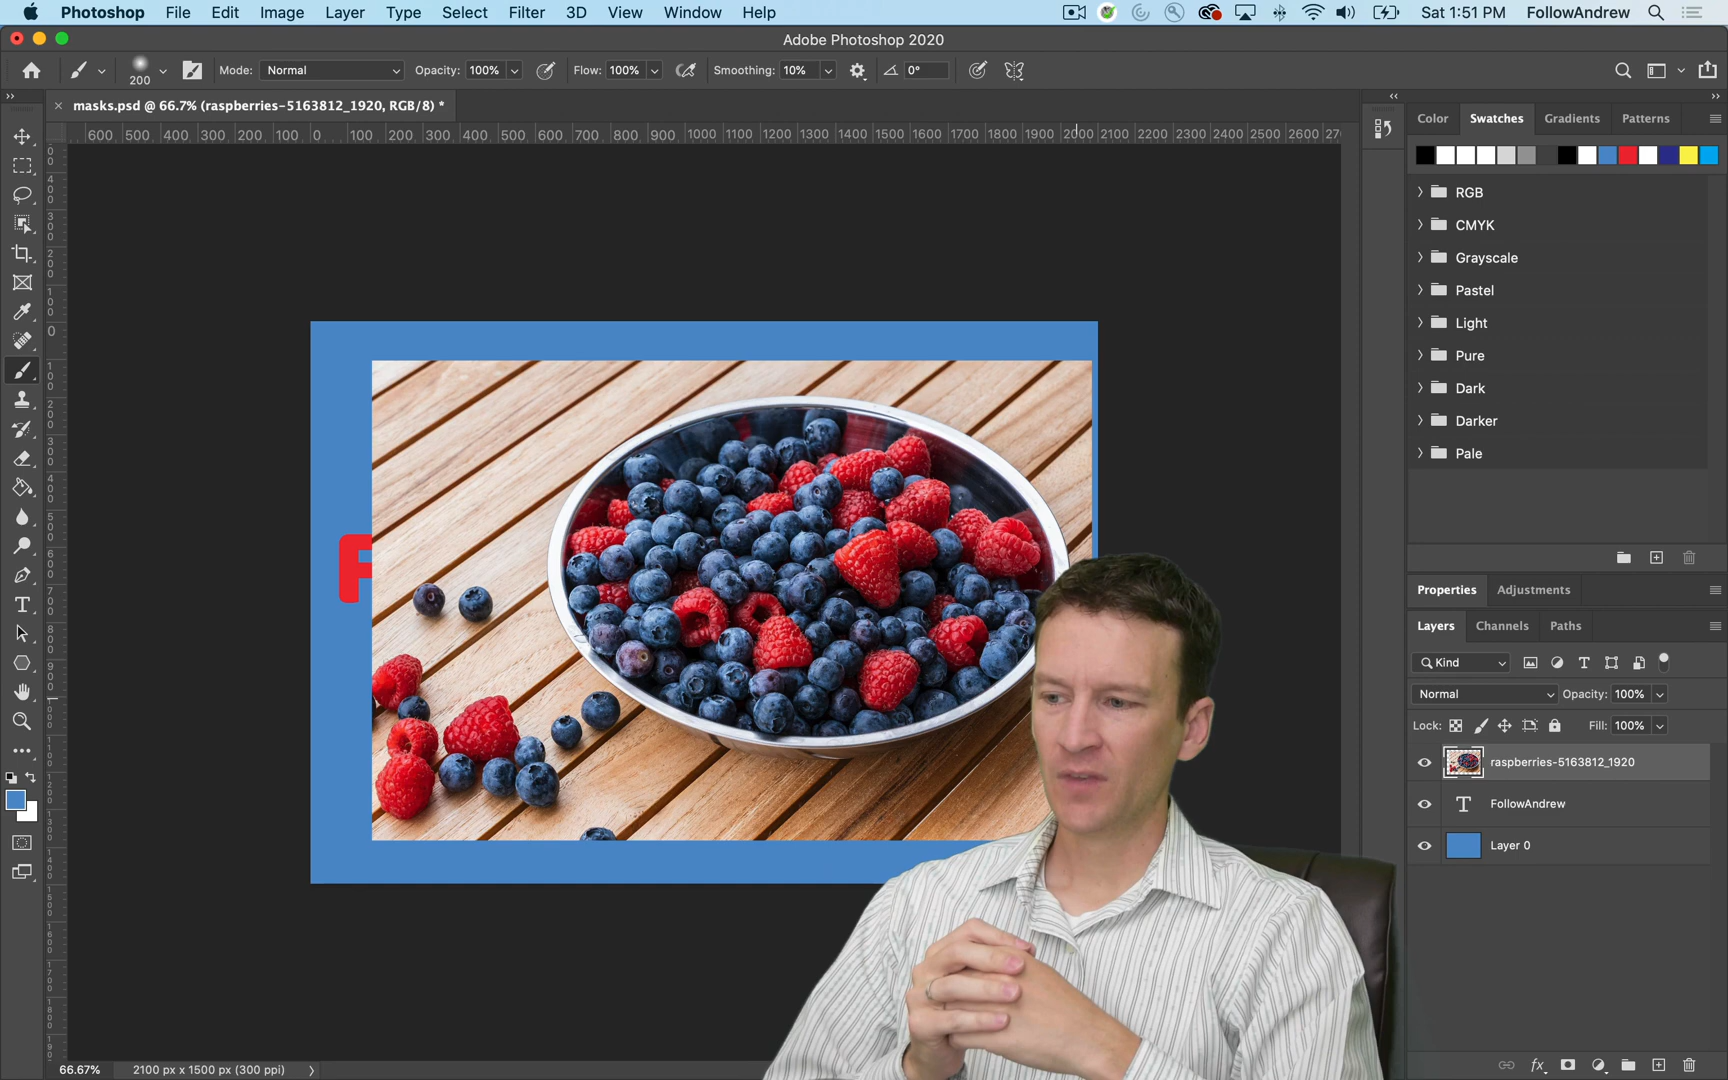 Photoshop File Edit Image Layer Type Select Filter 3D View Window Help Sat 1:51 PM FollowAndrew
Adobe Photoshop 2020
200 Mode: Normal Opacity: 100% Flow: 100% Smoothing: 10% 0°
masks.psd @ 66.7% (raspberries-5163812_1920, RGB/8) *
600 500 400 300 200 100 0 100 200 300 400 500 600 700 800 900 1000 1100 1200 1300 1400 1500 1600 1700 1800 1900 2000 2100 2200 2300 2400 2500 2600
Color Swatches Gradients Patterns
RGB
CMYK
Grayscale
Pastel
Light
Pure
Dark
Darker
Pale
F
Properties Adjustments
Layers Channels Paths
Kind
Normal Opacity: 100%
Lock: Fill: 100%
raspberries-5163812_1920
T FollowAndrew
Layer 0
66.67% 2100 px x 1500 px (300 ppi)
fx